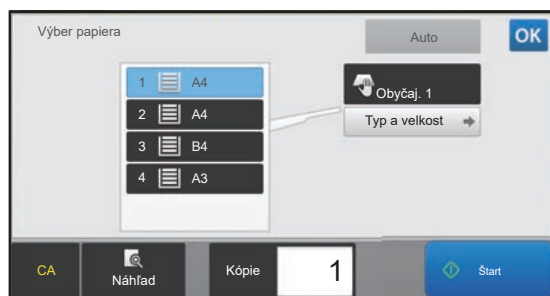 Výber papiera
Auto
OK
1 A4
2 A4
3 B4
4 A3
Obyčaj. 1
Typ a velkost
CA
Náhľad
Kópie
1
Štart